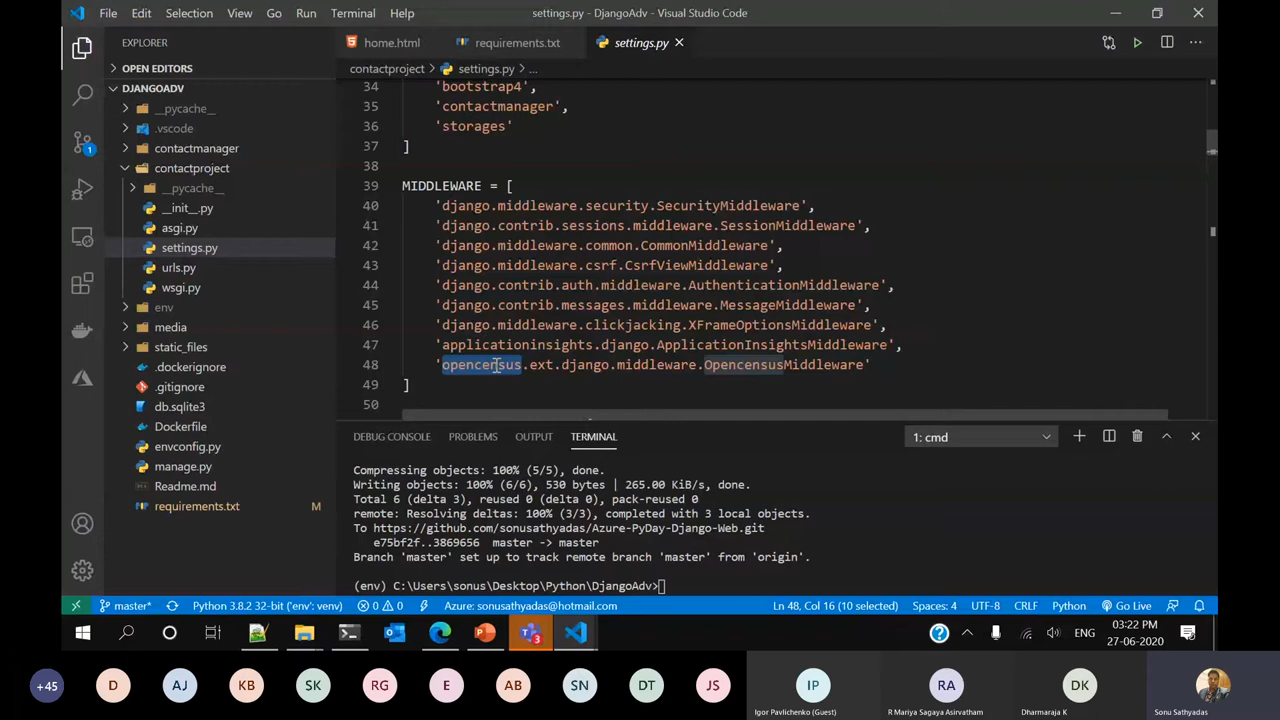 File Edit Selection View Go Run Terminal Help settings.py - DjangoAdv - Visual Studio Code
EXPLORER
OPEN EDITORS
DJANGOADV
__pycache__
.vscode
contactmanager
contactproject
__pycache__
__init__.py
asgi.py
settings.py
urls.py
wsgi.py
env
media
static_files
.dockerignore
.gitignore
db.sqlite3
Dockerfile
envconfig.py
manage.py
Readme.md
requirements.txt M
1
home.html requirements.txt settings.py
contactproject > settings.py > ...
34 'bootstrap4',
35 'contactmanager',
36 'storages'
37 ]
38
39 MIDDLEWARE = [
40 'django.middleware.security.SecurityMiddleware',
41 'django.contrib.sessions.middleware.SessionMiddleware',
42 'django.middleware.common.CommonMiddleware',
43 'django.middleware.csrf.CsrfViewMiddleware',
44 'django.contrib.auth.middleware.AuthenticationMiddleware',
45 'django.contrib.messages.middleware.MessageMiddleware',
46 'django.middleware.clickjacking.XFrameOptionsMiddleware',
47 'applicationinsights.django.ApplicationInsightsMiddleware',
48 'opencensus.ext.django.middleware.OpencensusMiddleware'
49 ]
50
DEBUG CONSOLE PROBLEMS OUTPUT TERMINAL 1: cmd
Compressing objects: 100% (5/5), done.
Writing objects: 100% (6/6), 530 bytes | 265.00 KiB/s, done.
Total 6 (delta 3), reused 0 (delta 0), pack-reused 0
remote: Resolving deltas: 100% (3/3), completed with 3 local objects.
To https://github.com/sonusathyadas/Azure-PyDay-Django-Web.git
e75bf2f..3869656 master -> master
Branch 'master' set up to track remote branch 'master' from 'origin'.
(env) C:\Users\sonus\Desktop\Python\DjangoAdv>
master* Python 3.8.2 32-bit ('env': venv) 0 0 Azure: sonusathyadas@hotmail.com Ln 48, Col 16 (10 selected) Spaces: 4 UTF-8 CRLF Python Go Live
3 ENG 03:22 PM
27-06-2020
+45 D AJ KB SK RG E AB SN DT JS IP RA DK
Igor Pavlichenko (Guest) R Mariya Sagaya Asirvatham Dharmaraja K Sonu Sathyadas